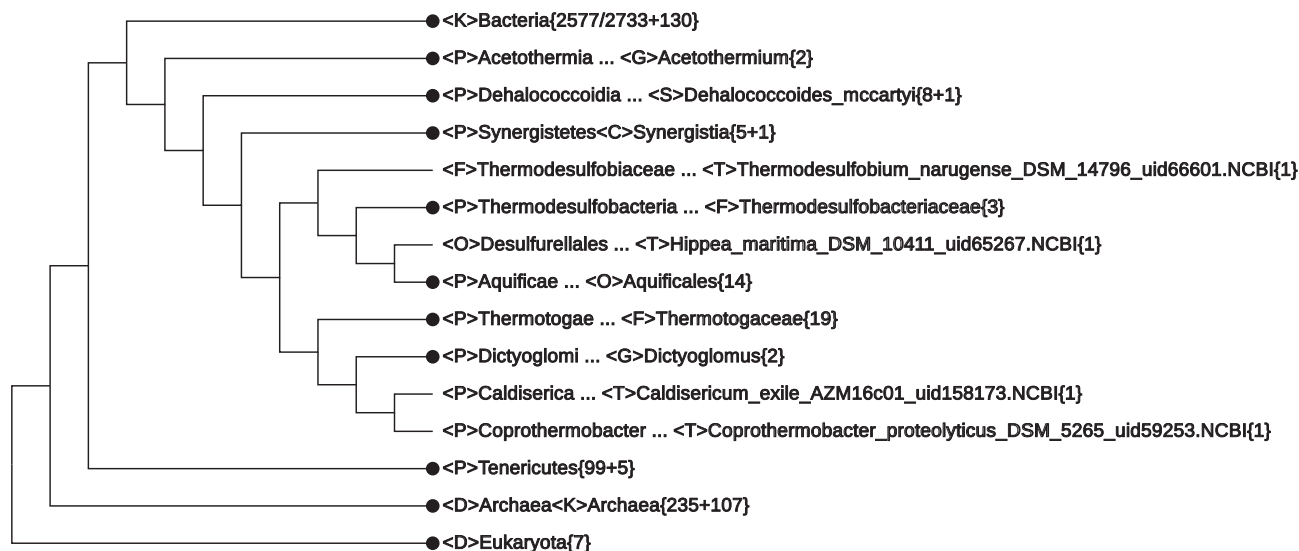 <K>Bacteria{2577/2733+130}
<P>Acetothermia ... <G>Acetothermium{2}
<P>Dehalococcoidia ... <S>Dehalococcoides_mccartyi{8+1}
<P>Synergistetes<C>Synergistia{5+1}
<F>Thermodesulfobiaceae ... <T>Thermodesulfobium_narugense_DSM_14796_uid66601.NCBI{1}
<P>Thermodesulfobacteria ... <F>Thermodesulfobacteriaceae{3}
<O>Desulfurellales ... <T>Hippea_maritima_DSM_10411_uid65267.NCBI{1}
<P>Aquificae ... <O>Aquificales{14}
<P>Thermotogae ... <F>Thermotogaceae{19}
<P>Dictyoglomi ... <G>Dictyoglomus{2}
<P>Caldiserica ... <T>Caldisericum_exile_AZM16c01_uid158173.NCBI{1}
<P>Coprothermobacter ... <T>Coprothermobacter_proteolyticus_DSM_5265_uid59253.NCBI{1}
<P>Tenericutes{99+5}
<D>Archaea<K>Archaea{235+107}
<D>Eukaryota{7}